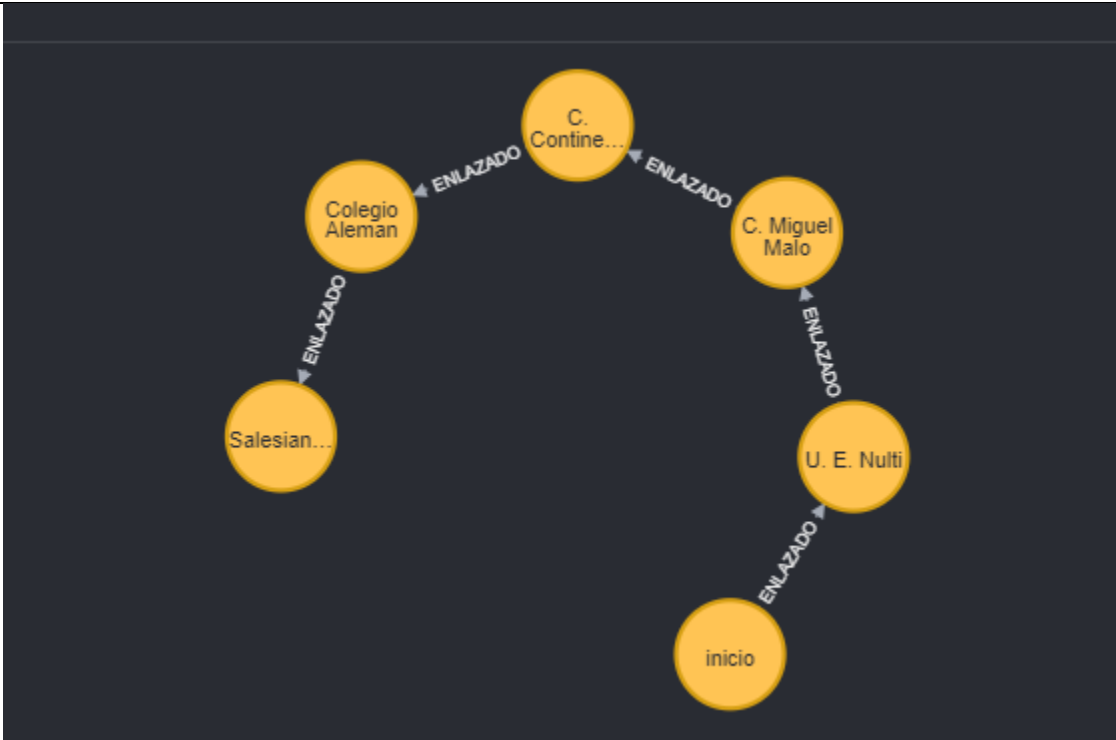 C.
Contine...
ENLAZADO
ENLAZADO
Colegio
Aleman
C. Miguel
Malo
ENLAZADO
ENLAZADO
Salesian...
U. E. Nulti
ENLAZADO
inicio